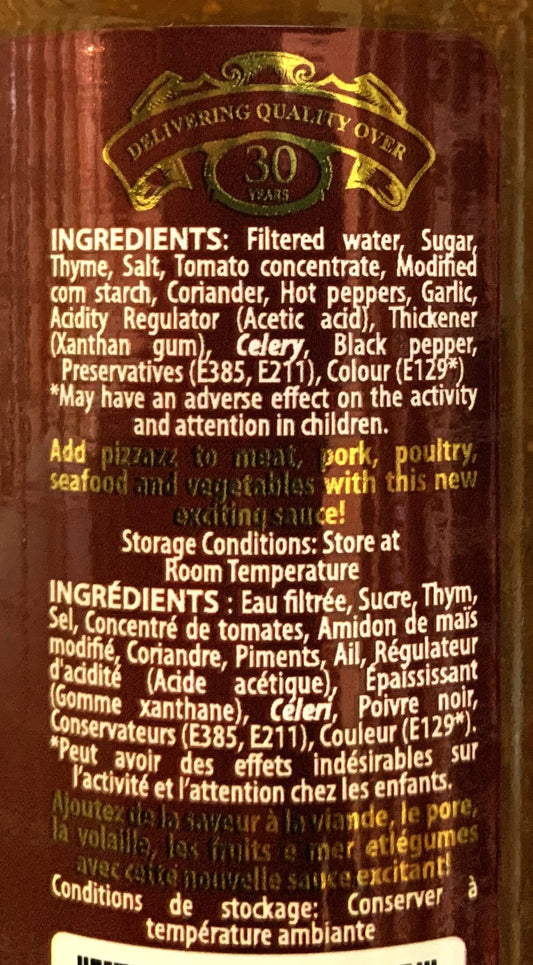 DELIVERING QUALITY OVER
30
YEARS
INGREDIENTS: Filtered water, Sugar,
Thyme, Salt, Tomato concentrate, Modified
corn starch, Coriander, Hot peppers, Garlic,
Acidity Regulator (Acetic acid), Thickener
(Xanthan gum), Celery, Black pepper,
Preservatives (E385, E211), Colour (E129*)
*May have an adverse effect on the activity
and attention in children.
Add pizzazz to meat, pork, poultry,
seafood and vegetables with this new
exciting sauce!
Storage Conditions: Store at
Room Temperature
INGRÉDIENTS : Eau filtrée, Sucre, Thym,
Sel, Concentré de tomates, Amidon de maïs
modifié, Coriandre, Piments, Ail, Régulateur
d'acidité (Acide acétique), Épaississant
(Gomme xanthane), Céleri, Poivre noir,
Conservateurs (E385, E211), Couleur (E129*).
*Peut avoir des effets indésirables sur
l'activité et l'attention chez les enfants.
Ajoutez de la saveur à la viande, le porc,
la volaille, les fruits e mer etlégumes
avec cette nouvelle sauce excitant!
Conditions de stockage: Conserver à
température ambiante